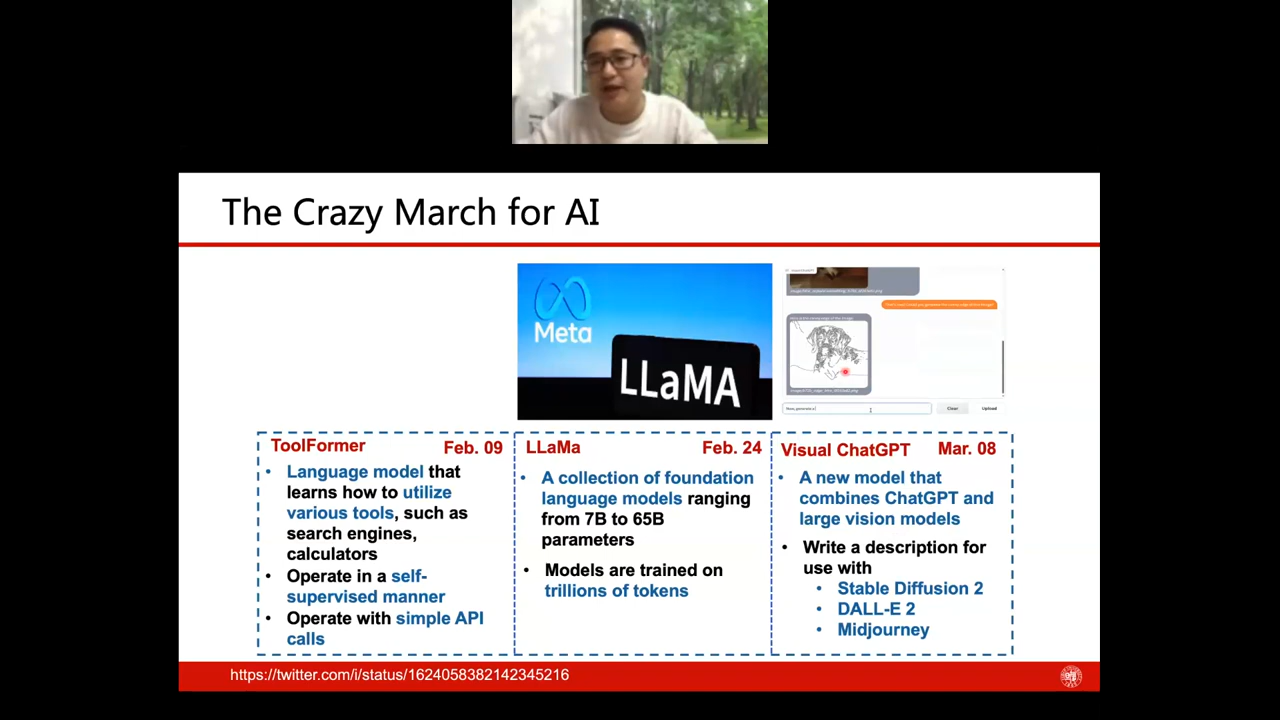 The Crazy March for AI
Meta
LLaMA
Clear
Upload
ToolFormer
Feb. 09
• Language model that
learns how to utilize
various tools, such as
search engines,
calculators
• Operate in a self-
supervised manner
• Operate with simple API
calls
LLaMa
Feb. 24
• A collection of foundation
language models ranging
from 7B to 65B
parameters
• Models are trained on
trillions of tokens
Visual ChatGPT
Mar. 08
• A new model that
combines ChatGPT and
large vision models
• Write a description for
use with
• Stable Diffusion 2
• DALL-E 2
• Midjourney
https://twitter.com/i/status/1624058382142345216